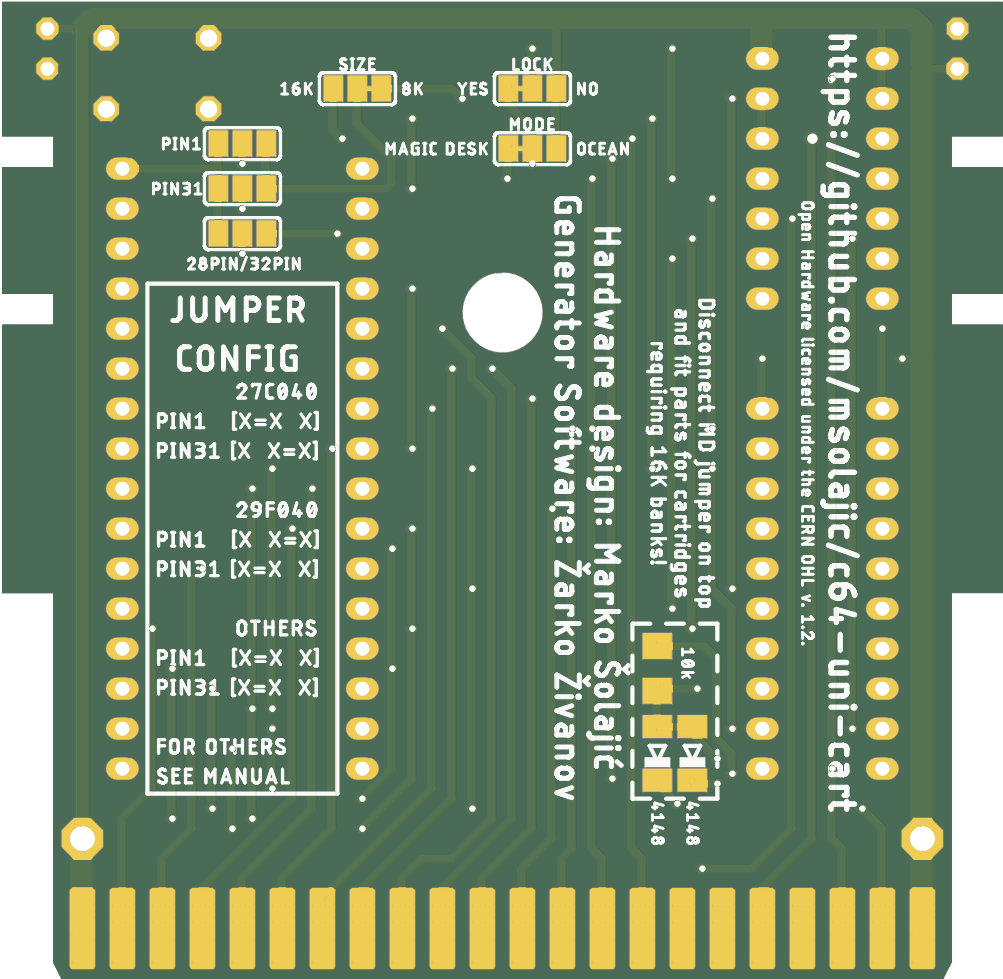 SIZE
16K
8K
LOCK
YES
NO
MODE
MAGIC DESK
OCEAN
PIN1
PIN31
28PIN/32PIN
JUMPER
CONFIG
27C040
PIN1 [X=X X]
PIN31 [X X=X]
29F040
PIN1 [X X=X]
PIN31 [X X=X]
OTHERS
PIN1 [X=X X]
PIN31 [X=X X]
FOR OTHERS
SEE MANUAL
https://github.com/msolajic/c64-uni-cart
Open Hardware licensed under the CERN OHL v. 1.2.
Disconnect MD jumper on top
and fit parts for cartridges
requiring 16K banks!
Hardware design: Marko Šolajić
Generator Software: Žarko Živanov
10k
4148
4148